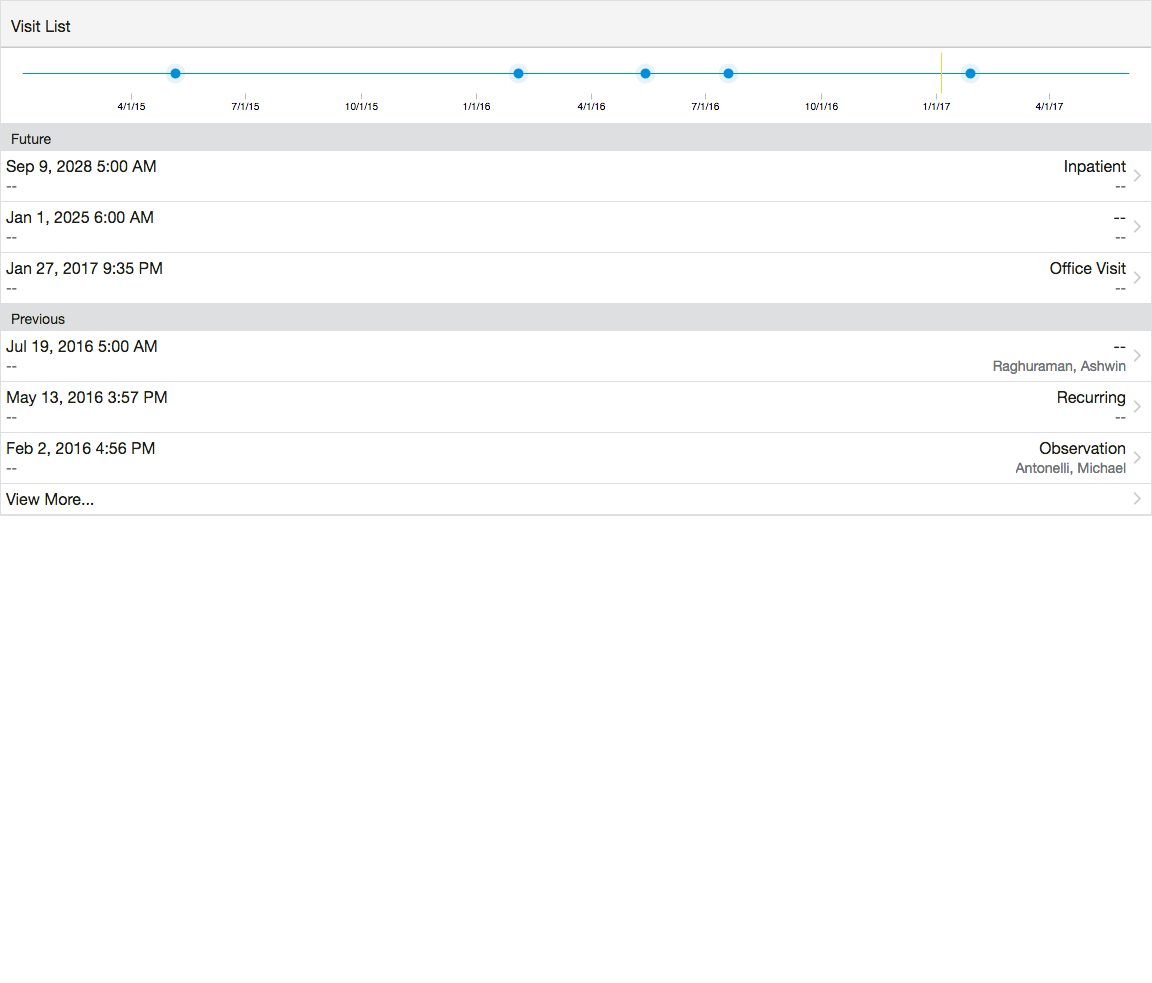 Visit List
4/1/15 7/1/15 10/1/15 1/1/16 4/1/16 7/1/16 10/1/16 1/1/17 4/1/17
Future
Sep 9, 2028 5:00 AM Inpatient
-- --
Jan 1, 2025 6:00 AM --
-- --
Jan 27, 2017 9:35 PM Office Visit
-- --
Previous
Jul 19, 2016 5:00 AM --
-- Raghuraman, Ashwin
May 13, 2016 3:57 PM Recurring
-- --
Feb 2, 2016 4:56 PM Observation
-- Antonelli, Michael
View More...